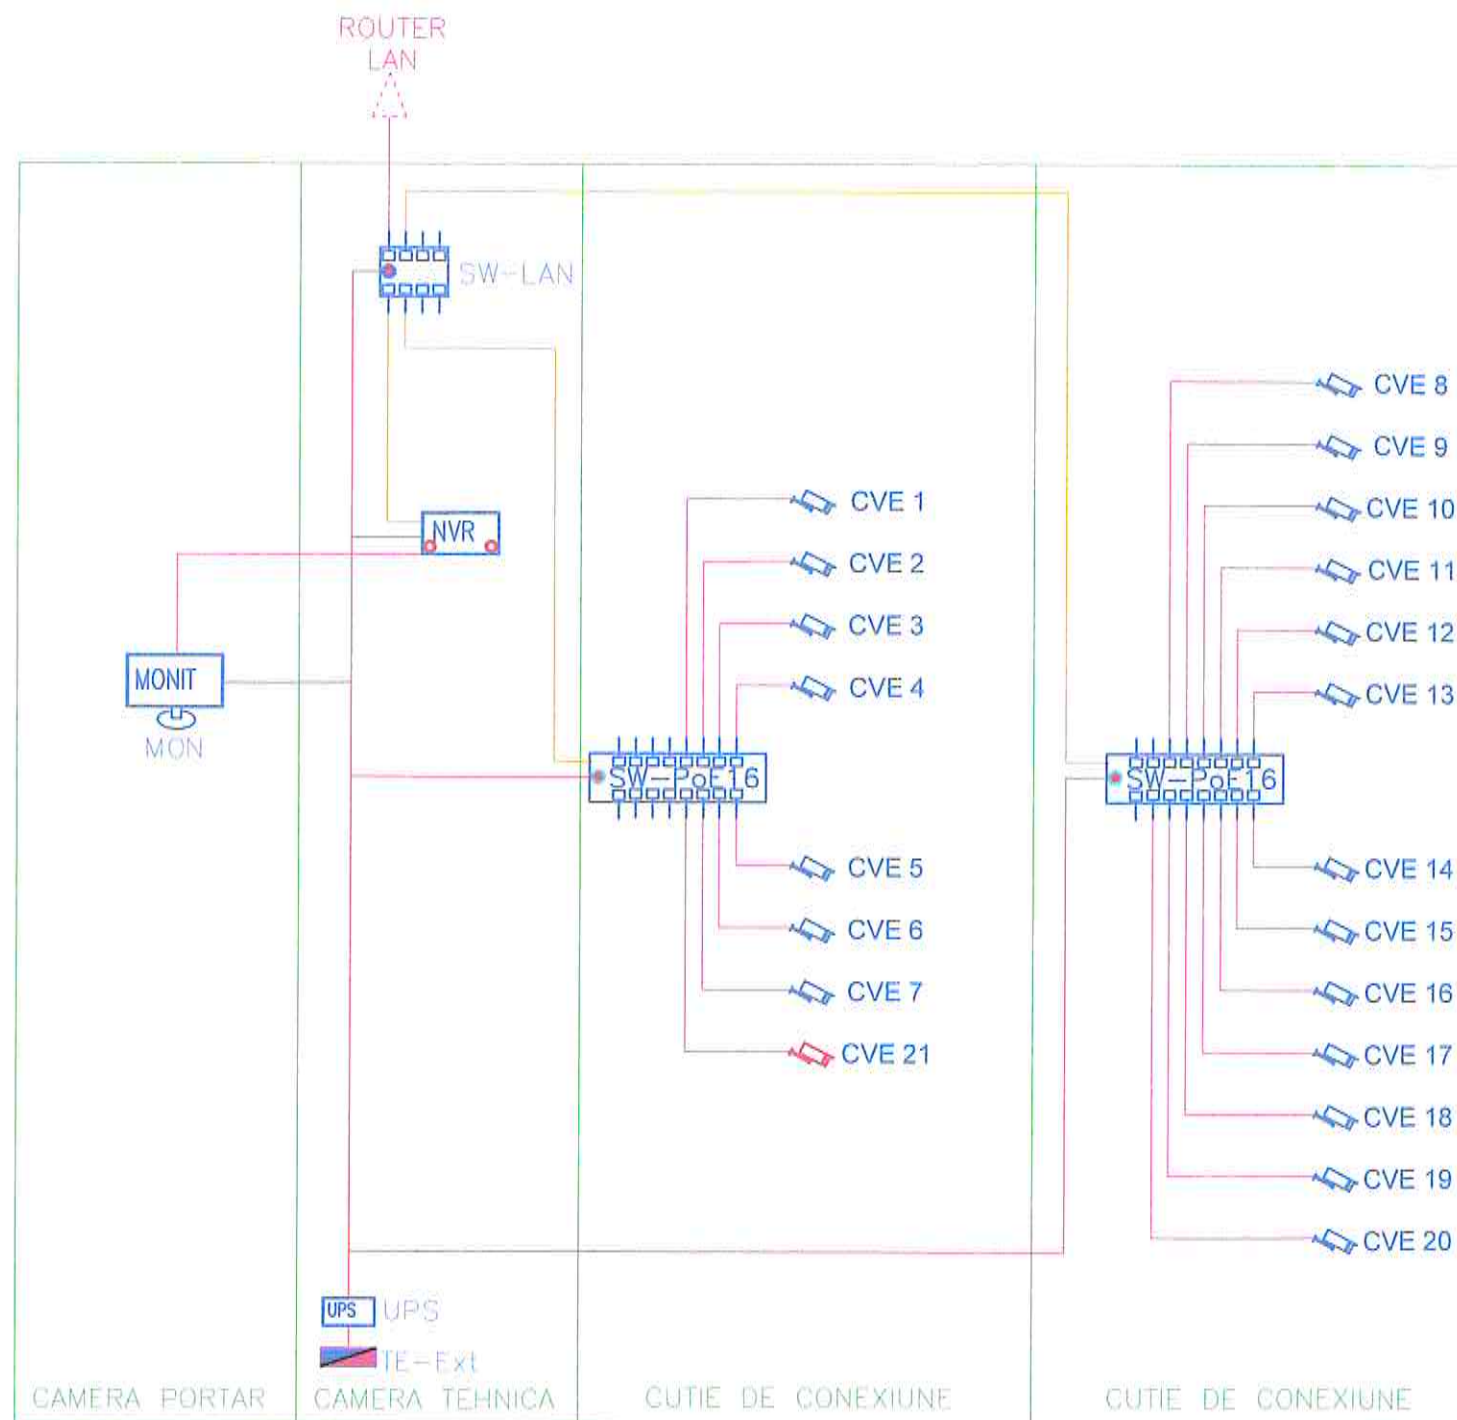 ROUTER
LAN
SW-LAN
NVR
MONIT
MON
CVE 1
CVE 2
CVE 3
CVE 4
SW-PoE16
CVE 5
CVE 6
CVE 7
CVE 21
CVE 8
CVE 9
CVE 10
CVE 11
CVE 12
CVE 13
SW-PoE16
CVE 14
CVE 15
CVE 16
CVE 17
CVE 18
CVE 19
CVE 20
UPS UPS
TE-Ext
CAMERA PORTAR
CAMERA TEHNICA
CUTIE DE CONEXIUNE
CUTIE DE CONEXIUNE